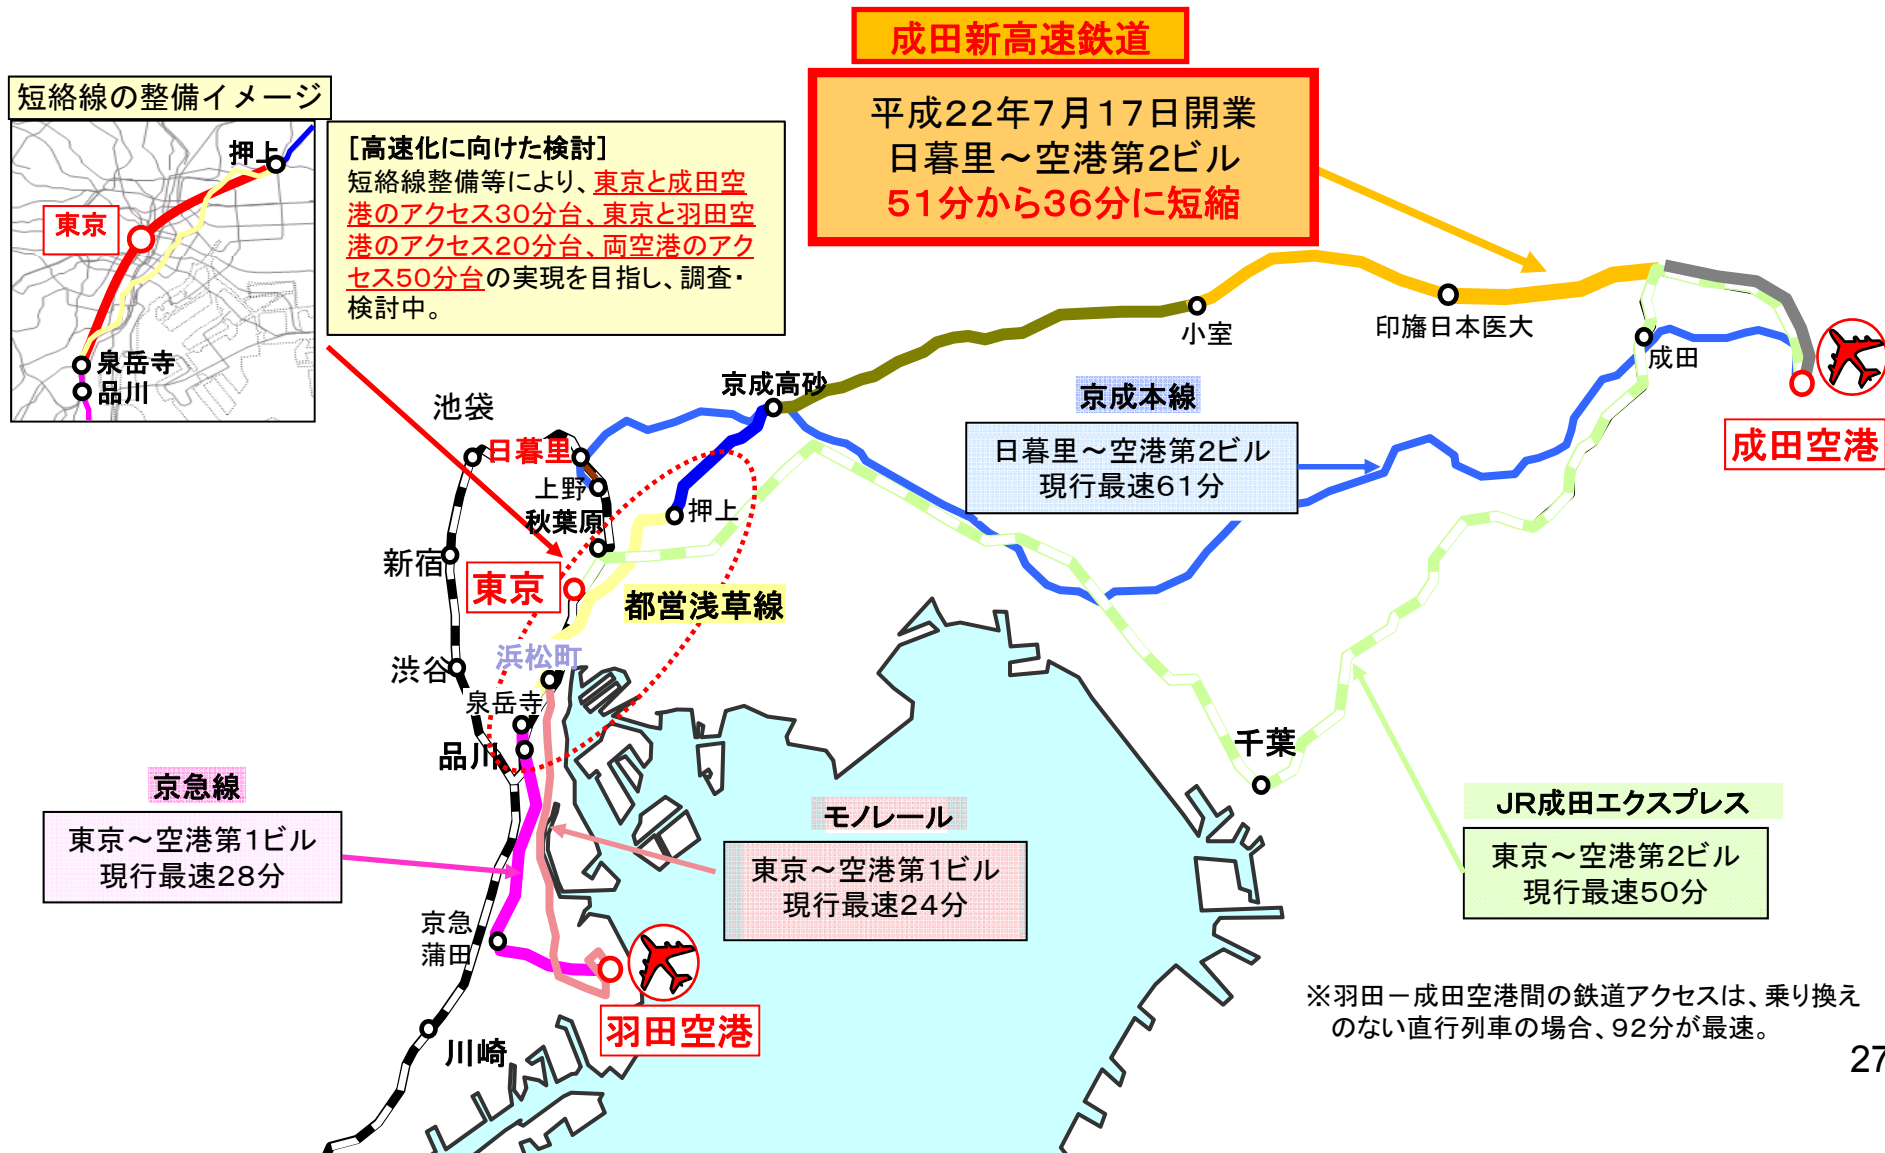 成田新高速鉄道
平成22年7月17日開業
日暮里～空港第2ビル
51分から36分に短縮
短絡線の整備イメージ
押上
東京
泉岳寺
品川
[高速化に向けた検討]
短絡線整備等により、東京と成田空
港のアクセス30分台、東京と羽田空
港のアクセス20分台、両空港のアク
セス50分台の実現を目指し、調査・
検討中。
小室
印旛日本医大
成田
成田空港
京成高砂
京成本線
日暮里～空港第2ビル
現行最速61分
池袋
日暮里
上野
秋葉原
押上
新宿
東京
都営浅草線
浜松町
渋谷
泉岳寺
品川
千葉
京急線
東京～空港第1ビル
現行最速28分
モノレール
東京～空港第1ビル
現行最速24分
JR成田エクスプレス
東京～空港第2ビル
現行最速50分
京急
蒲田
羽田空港
川崎
※羽田－成田空港間の鉄道アクセスは、乗り換え
のない直行列車の場合、92分が最速。
27